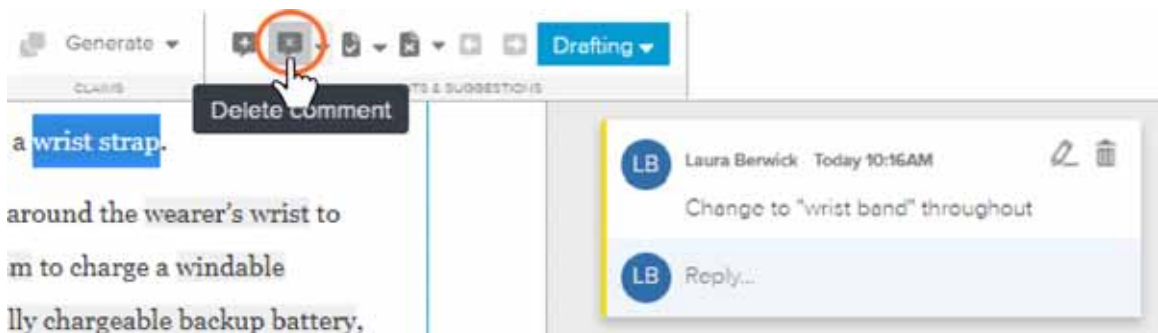 Generate
Drafting
CLAIMS
TS & SUGGESTIONS
Delete comment
a wrist strap.
around the wearer's wrist to
m to charge a windable
lly chargeable backup battery,
LB Laura Berwick Today 10:16AM
Change to "wrist band" throughout
LB Reply...